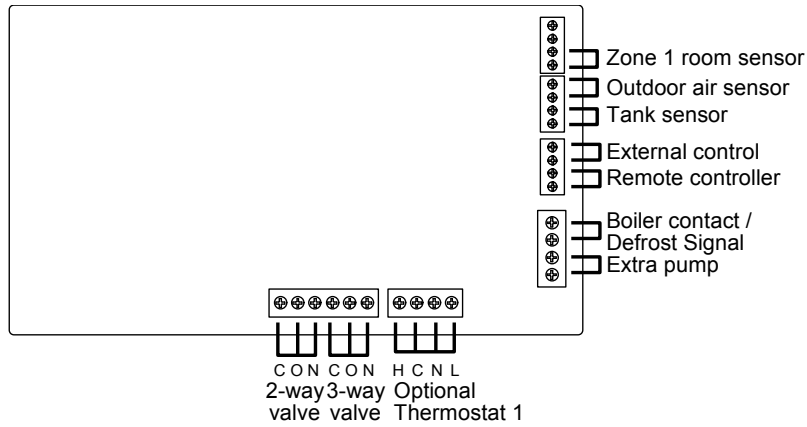 Zone 1 room sensor
Outdoor air sensor
Tank sensor
External control
Remote controller
Boiler contact /
Defrost Signal
Extra pump
C O N C O N H C N L
2-way 3-way Optional
valve valve Thermostat 1